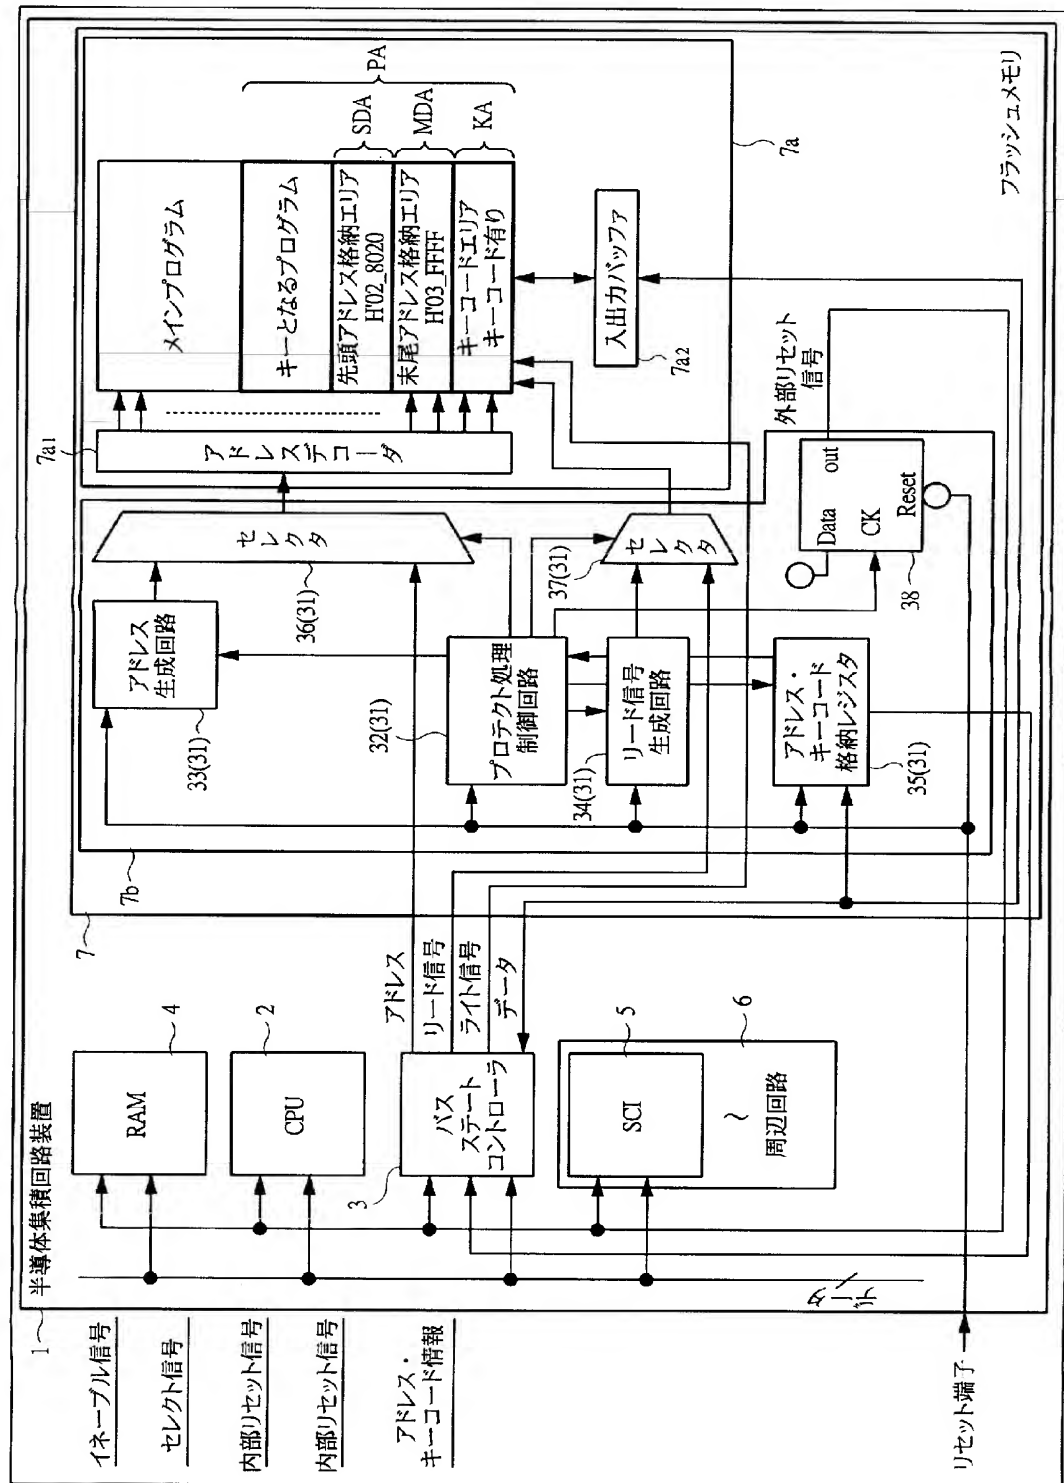 1
半導体集積回路装置
イネーブル信号
セレクト信号
内部リセット信号
内部リセット信号
アドレス・
キーコード情報
リセット端子
RAM
4
CPU
2
バス
ステート
コントローラ
3
SCI
5
周辺回路
6
データ
アドレス
リード信号
ライト信号
データ
7
7b
アドレス
生成回路
33(31)
プロテクト処理
制御回路
32(31)
リード信号
生成回路
34(31)
アドレス・
キーコード
格納レジスタ
35(31)
セレクタ
36(31)
セレクタ
37(31)
Data
out
CK
Reset
38
外部リセット
信号
アドレスデコーダ
7a1
メインプログラム
キーとなるプログラム
先頭アドレス格納エリア
H'02_8020
末尾アドレス格納エリア
H'03_FFFF
キーコードエリア
キーコード有り
SDA
MDA
KA
PA
入出力バッファ
7a2
7a
フラッシュメモリ